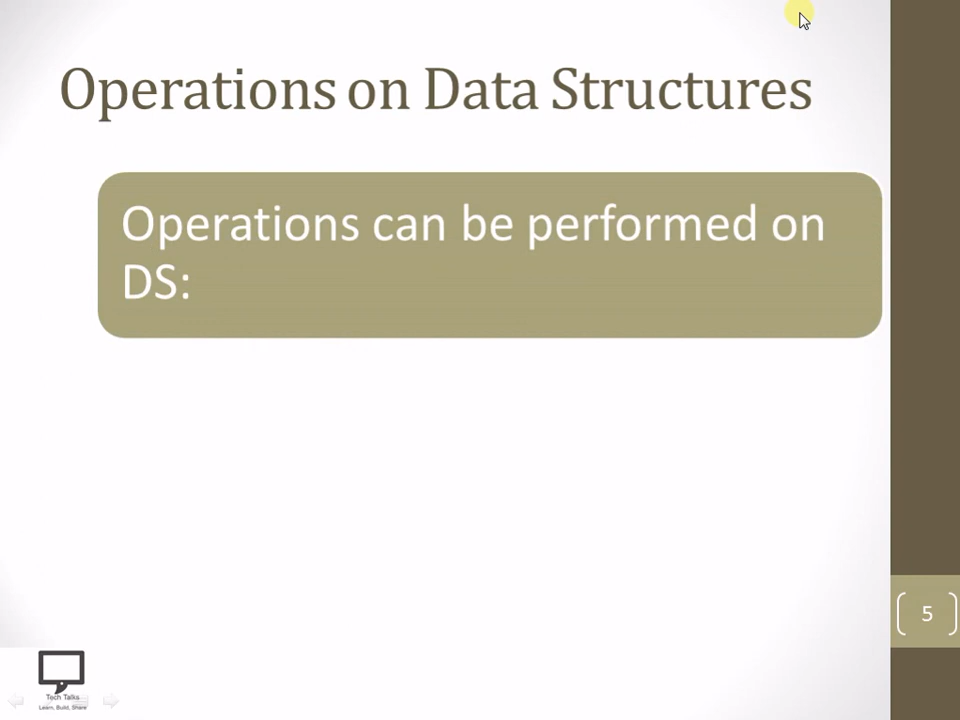 Operations on Data Structures
Operations can be performed on
DS:
5
Tech Talks
Learn, Build, Share